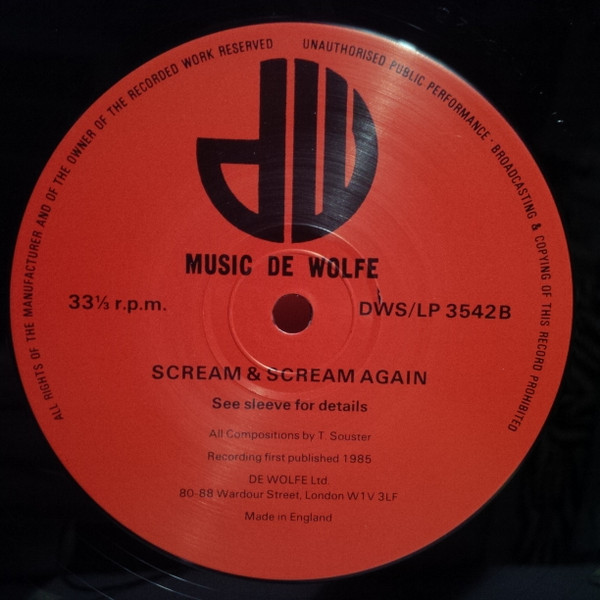 ALL RIGHTS OF THE MANUFACTURER AND OF THE OWNER OF THE RECORDED WORK RESERVED
UNAUTHORISED PUBLIC PERFORMANCE · BROADCASTING & COPYING OF THIS RECORD PROHIBITED
dW
MUSIC DE WOLFE
33⅓ r.p.m.
DWS/LP 3542B
SCREAM & SCREAM AGAIN
See sleeve for details
All Compositions by T. Souster
Recording first published 1985
DE WOLFE Ltd.
80-88 Wardour Street, London W1V 3LF
Made in England